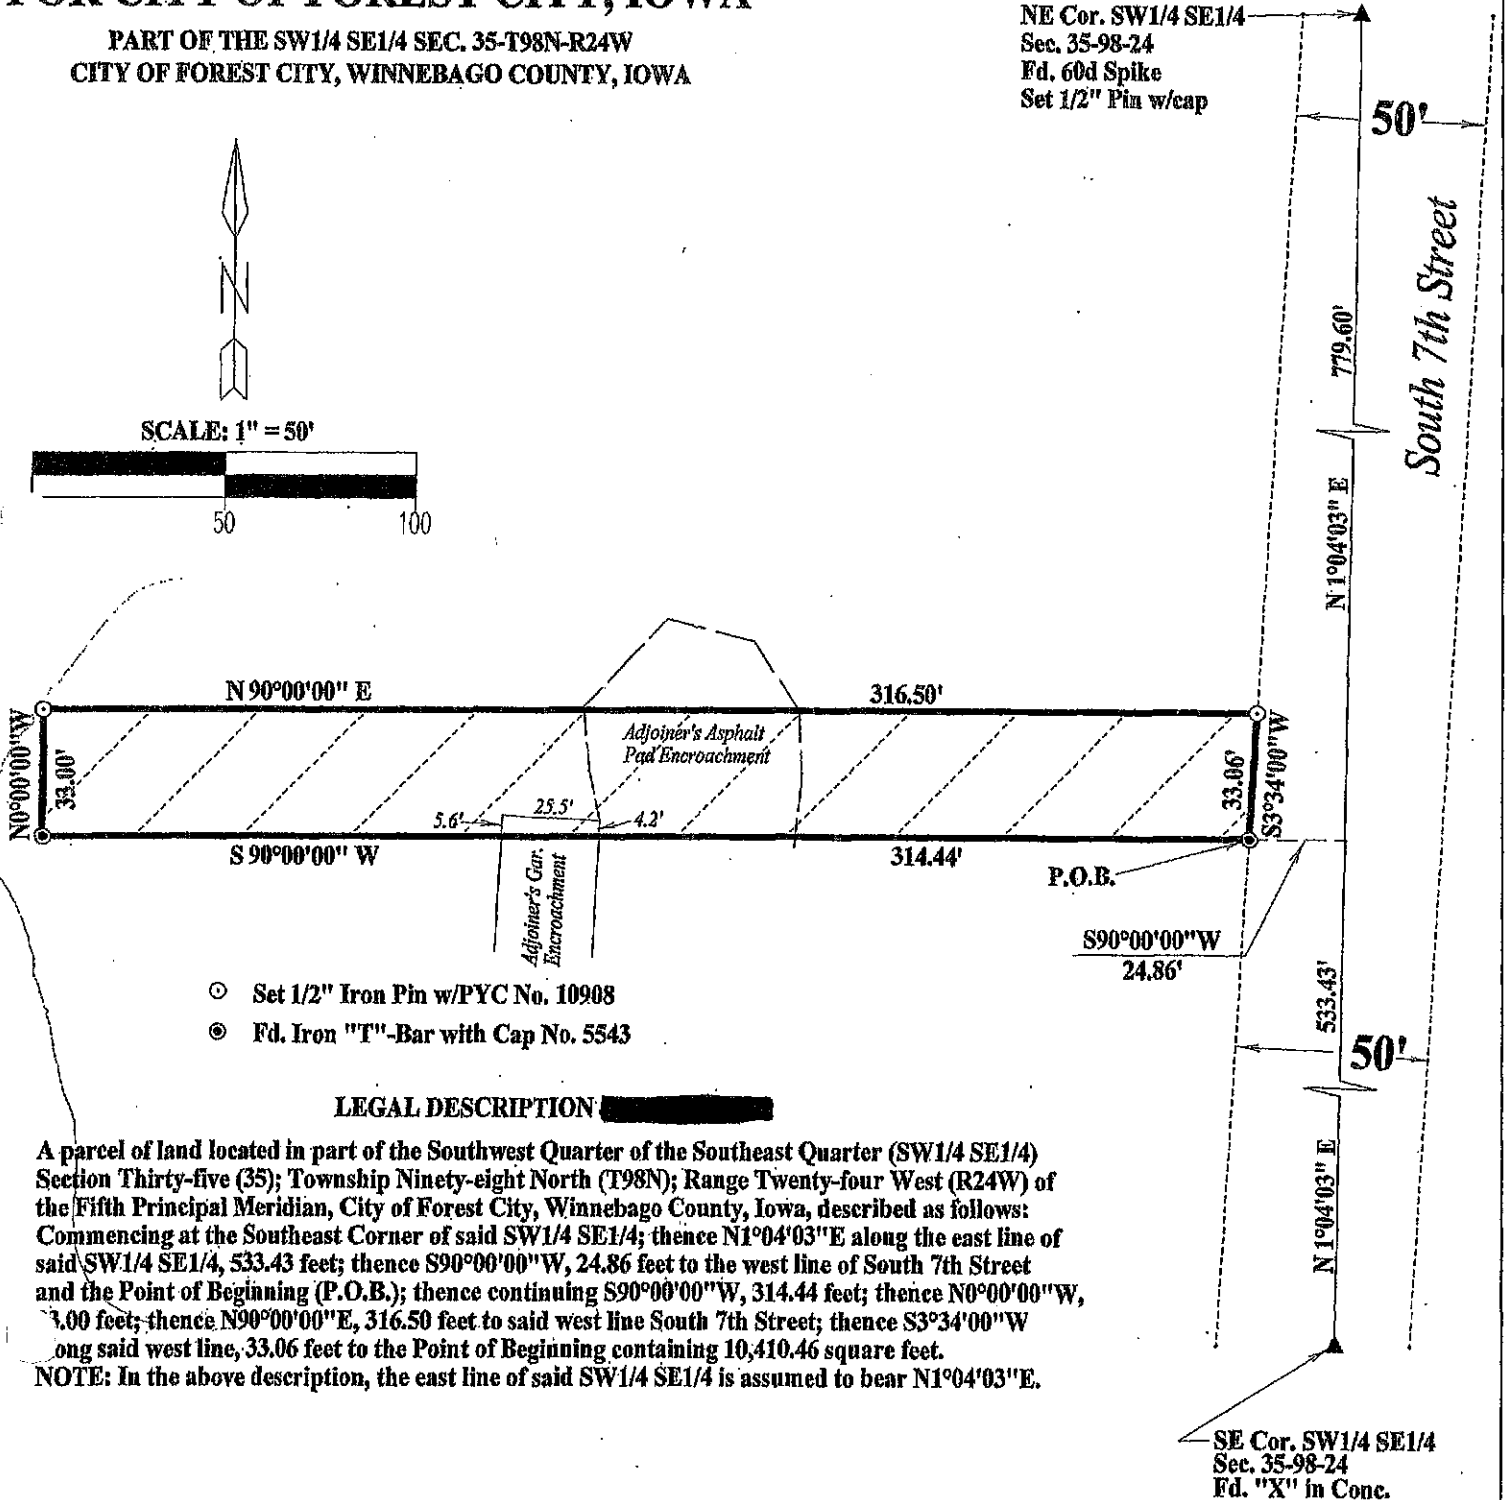 FOR CITY OF FOREST CITY, IOWA
PART OF THE SW1/4 SE1/4 SEC. 35-T98N-R24W
CITY OF FOREST CITY, WINNEBAGO COUNTY, IOWA
NE Cor. SW1/4 SE1/4
Sec. 35-98-24
Fd. 60d Spike
Set 1/2" Pin w/cap
50'
South 7th Street
779.60'
N 1°04'03" E
N
SCALE: 1" = 50'
50
100
N 90°00'00" E
316.50'
N0°00'00"W
33.00'
Adjoiner's Asphalt
Pad Encroachment
33.06'
S3°34'00"W
5.6'
25.5'
4.2'
S 90°00'00" W
314.44'
Adjoiner's Gar.
Encroachment
P.O.B.
S90°00'00"W
24.86'
533.43'
50'
N 1°04'03" E
Set 1/2" Iron Pin w/PYC No. 10908
Fd. Iron "T"-Bar with Cap No. 5543
LEGAL DESCRIPTION
A parcel of land located in part of the Southwest Quarter of the Southeast Quarter (SW1/4 SE1/4)
Section Thirty-five (35); Township Ninety-eight North (T98N); Range Twenty-four West (R24W) of
the Fifth Principal Meridian, City of Forest City, Winnebago County, Iowa, described as follows:
Commencing at the Southeast Corner of said SW1/4 SE1/4; thence N1°04'03"E along the east line of
said SW1/4 SE1/4, 533.43 feet; thence S90°00'00"W, 24.86 feet to the west line of South 7th Street
and the Point of Beginning (P.O.B.); thence continuing S90°00'00"W, 314.44 feet; thence N0°00'00"W,
3.00 feet; thence N90°00'00"E, 316.50 feet to said west line South 7th Street; thence S3°34'00"W
ong said west line, 33.06 feet to the Point of Beginning containing 10,410.46 square feet.
NOTE: In the above description, the east line of said SW1/4 SE1/4 is assumed to bear N1°04'03"E.
SE Cor. SW1/4 SE1/4
Sec. 35-98-24
Fd. "X" in Conc.